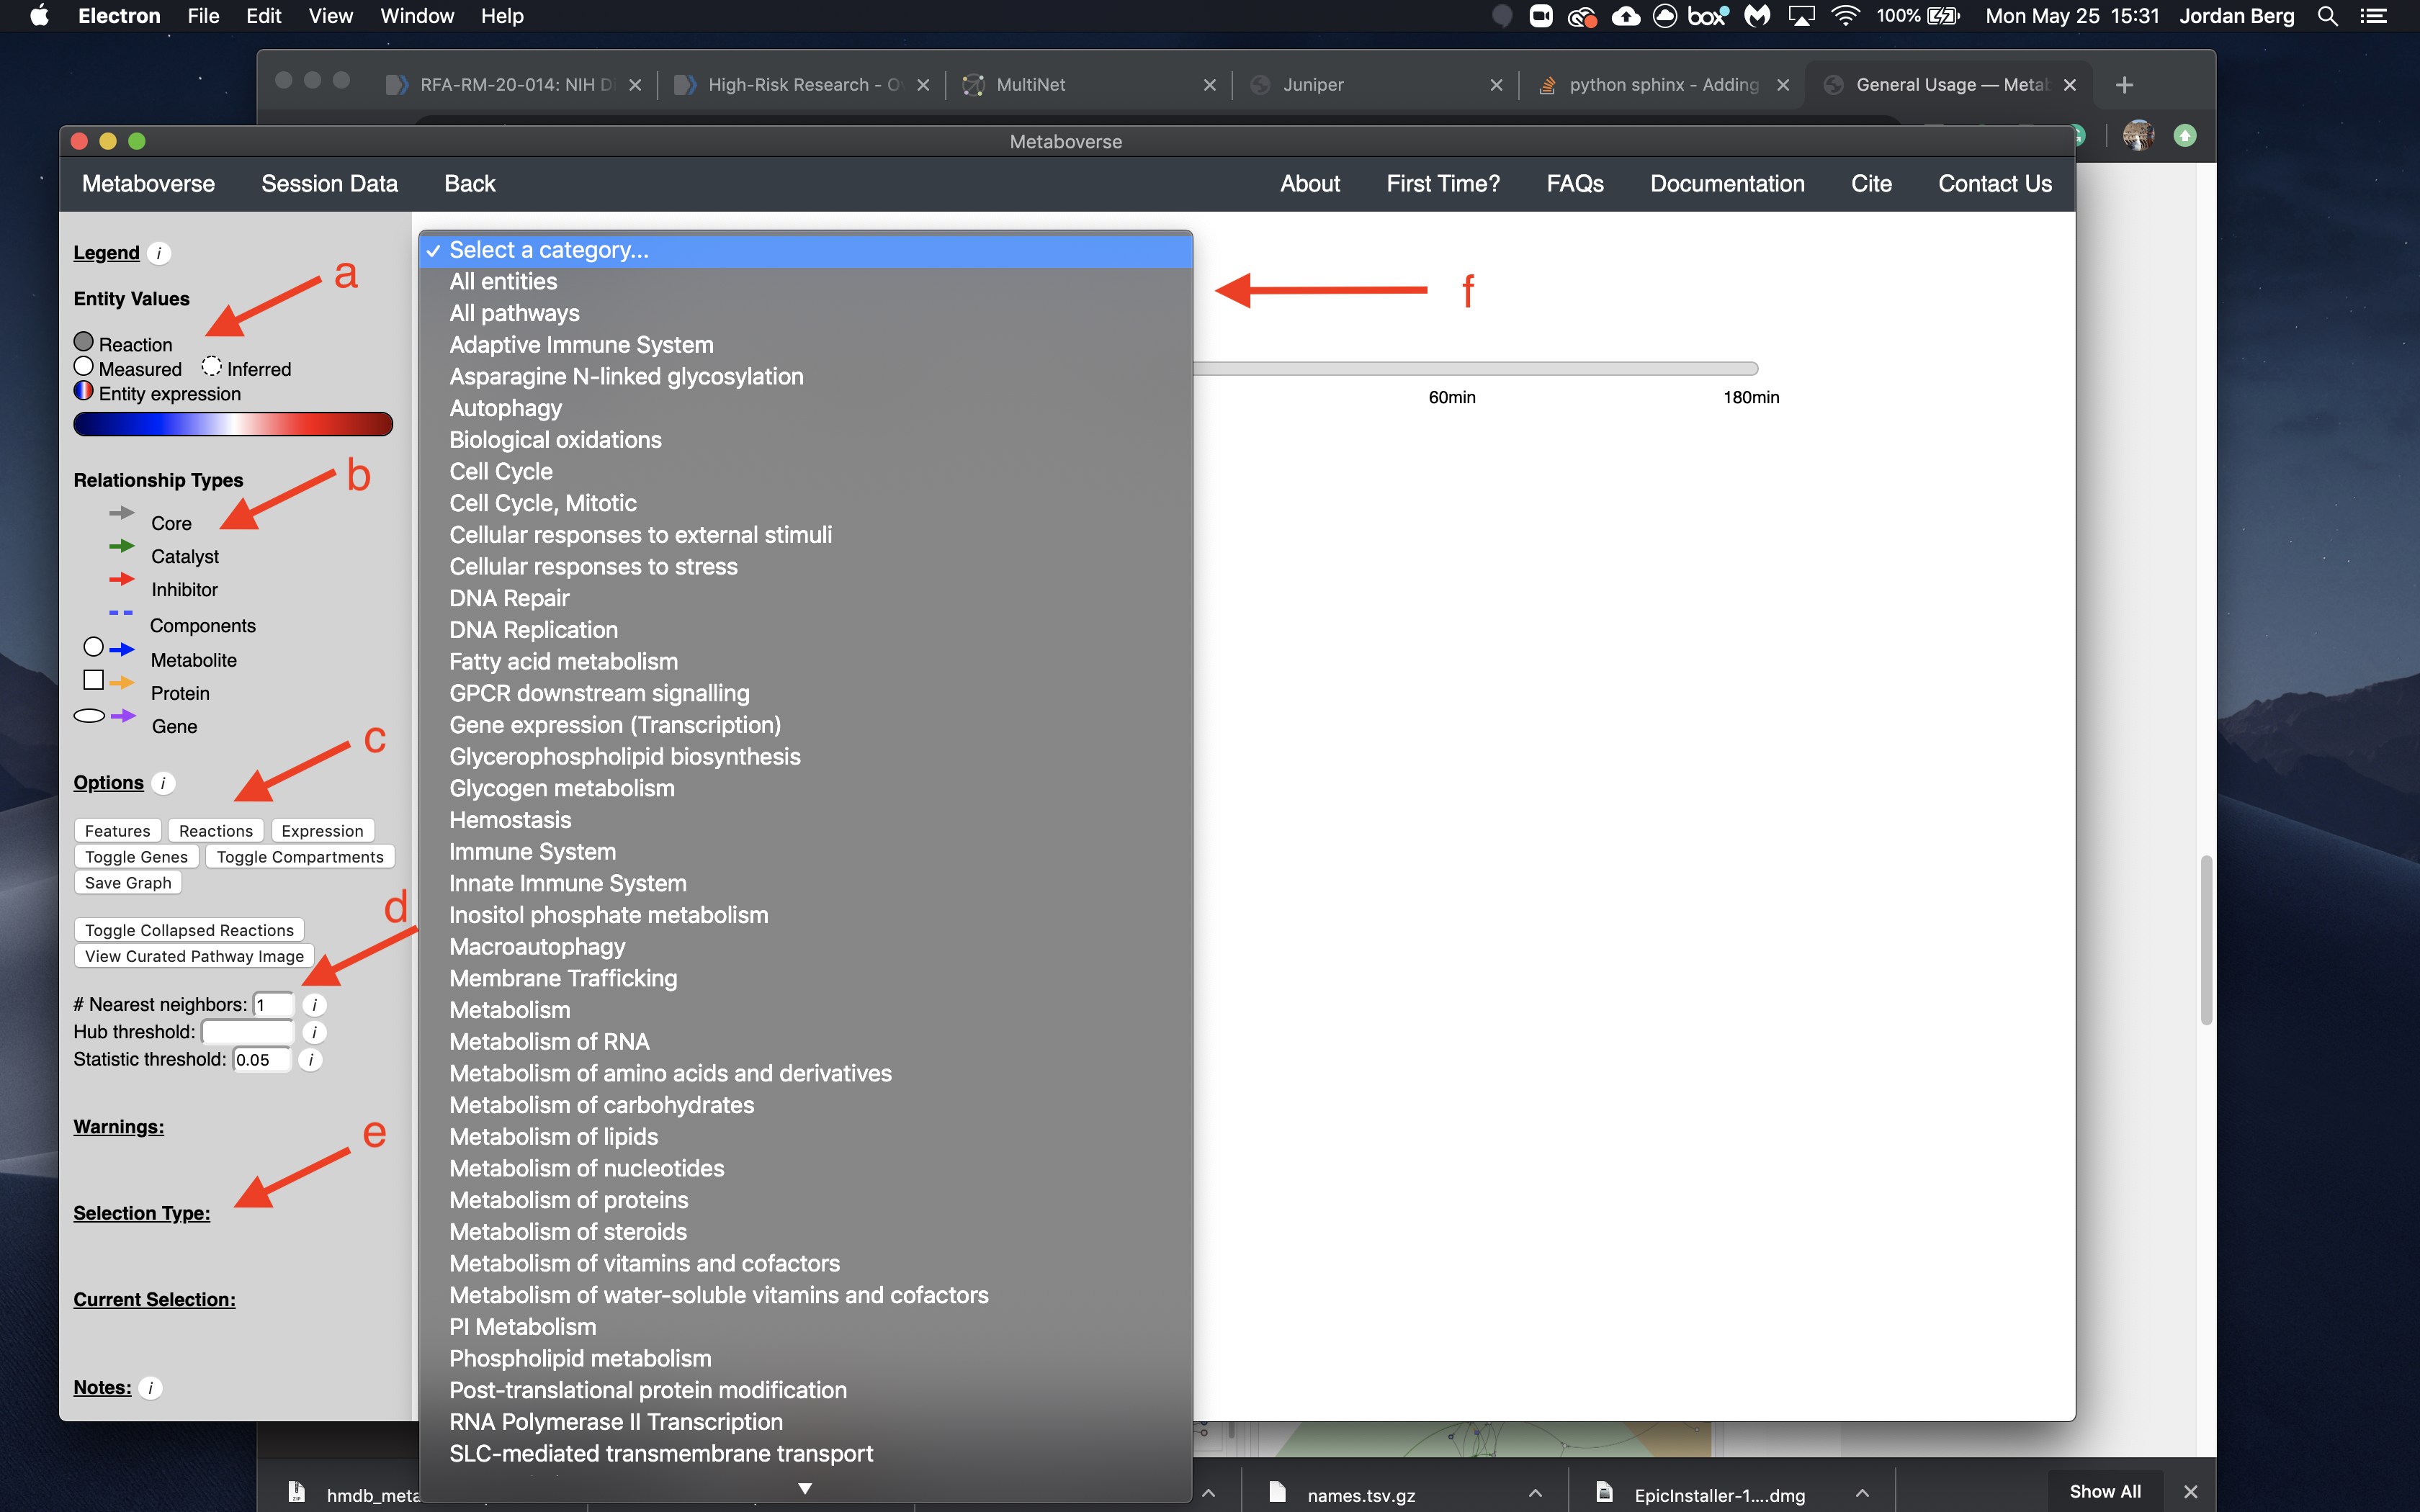 Electron File Edit View Window Help box 100% Mon May 25 15:31 Jordan Berg
RFA-RM-20-014: NIH D High-Risk Research - O MultiNet Juniper python sphinx - Adding General Usage — Metab
Metaboverse
Metaboverse Session Data Back About First Time? FAQs Documentation Cite Contact Us
Legend i
a
Entity Values
Reaction
Measured Inferred
Entity expression
Relationship Types
b
Core
Catalyst
Inhibitor
Components
Metabolite
Protein
Gene
c
Options i
Features Reactions Expression
Toggle Genes Toggle Compartments
Save Graph
d
Toggle Collapsed Reactions
View Curated Pathway Image
# Nearest neighbors: 1 i
Hub threshold: i
Statistic threshold: 0.05 i
Warnings:
e
Selection Type:
Current Selection:
Notes: i
✓ Select a category...
All entities
All pathways
Adaptive Immune System
Asparagine N-linked glycosylation
Autophagy
Biological oxidations
Cell Cycle
Cell Cycle, Mitotic
Cellular responses to external stimuli
Cellular responses to stress
DNA Repair
DNA Replication
Fatty acid metabolism
GPCR downstream signalling
Gene expression (Transcription)
Glycerophospholipid biosynthesis
Glycogen metabolism
Hemostasis
Immune System
Innate Immune System
Inositol phosphate metabolism
Macroautophagy
Membrane Trafficking
Metabolism
Metabolism of RNA
Metabolism of amino acids and derivatives
Metabolism of carbohydrates
Metabolism of lipids
Metabolism of nucleotides
Metabolism of proteins
Metabolism of steroids
Metabolism of vitamins and cofactors
Metabolism of water-soluble vitamins and cofactors
PI Metabolism
Phospholipid metabolism
Post-translational protein modification
RNA Polymerase II Transcription
SLC-mediated transmembrane transport
f
60min 180min
hmdb_meta names.tsv.gz EpicInstaller-1....dmg Show All